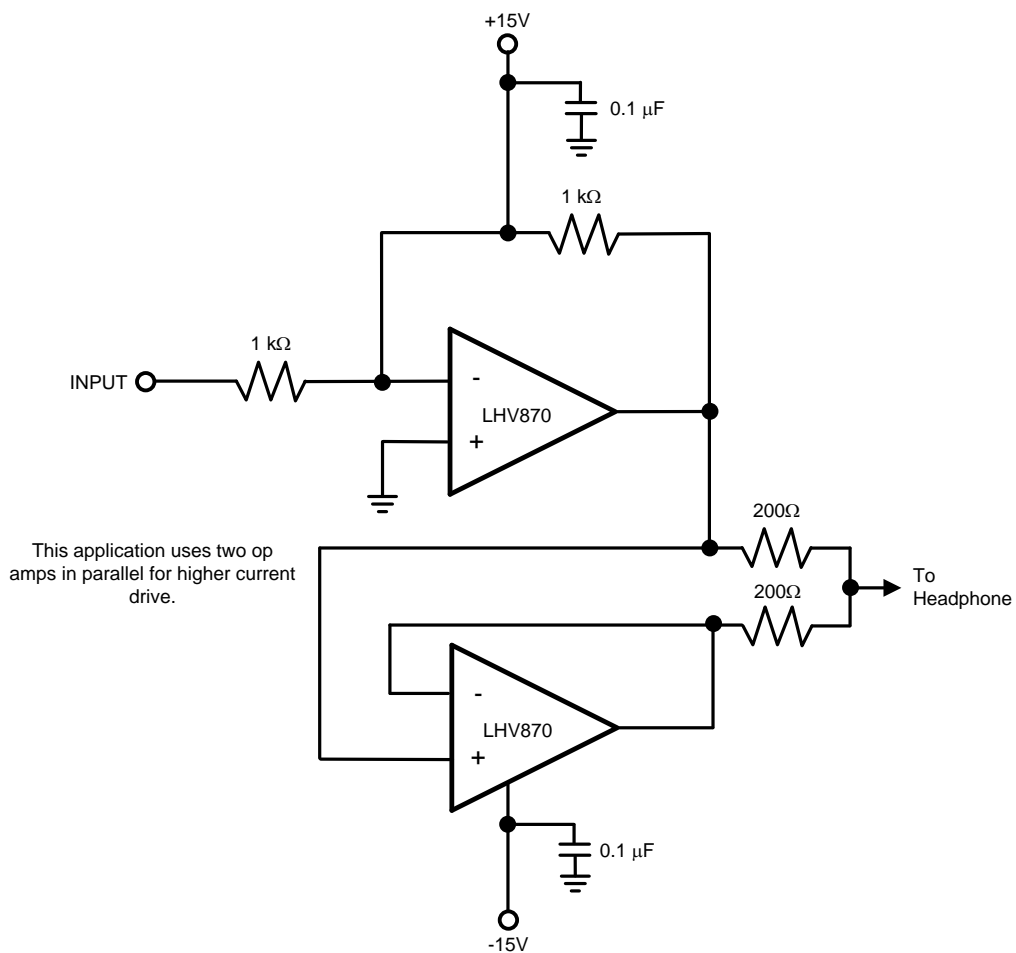 +15V
0.1 μF
1 kΩ
1 kΩ
INPUT
-
LHV870
+
200Ω
This application uses two op
amps in parallel for higher current
drive.
To
Headphone
200Ω
-
LHV870
+
0.1 μF
-15V